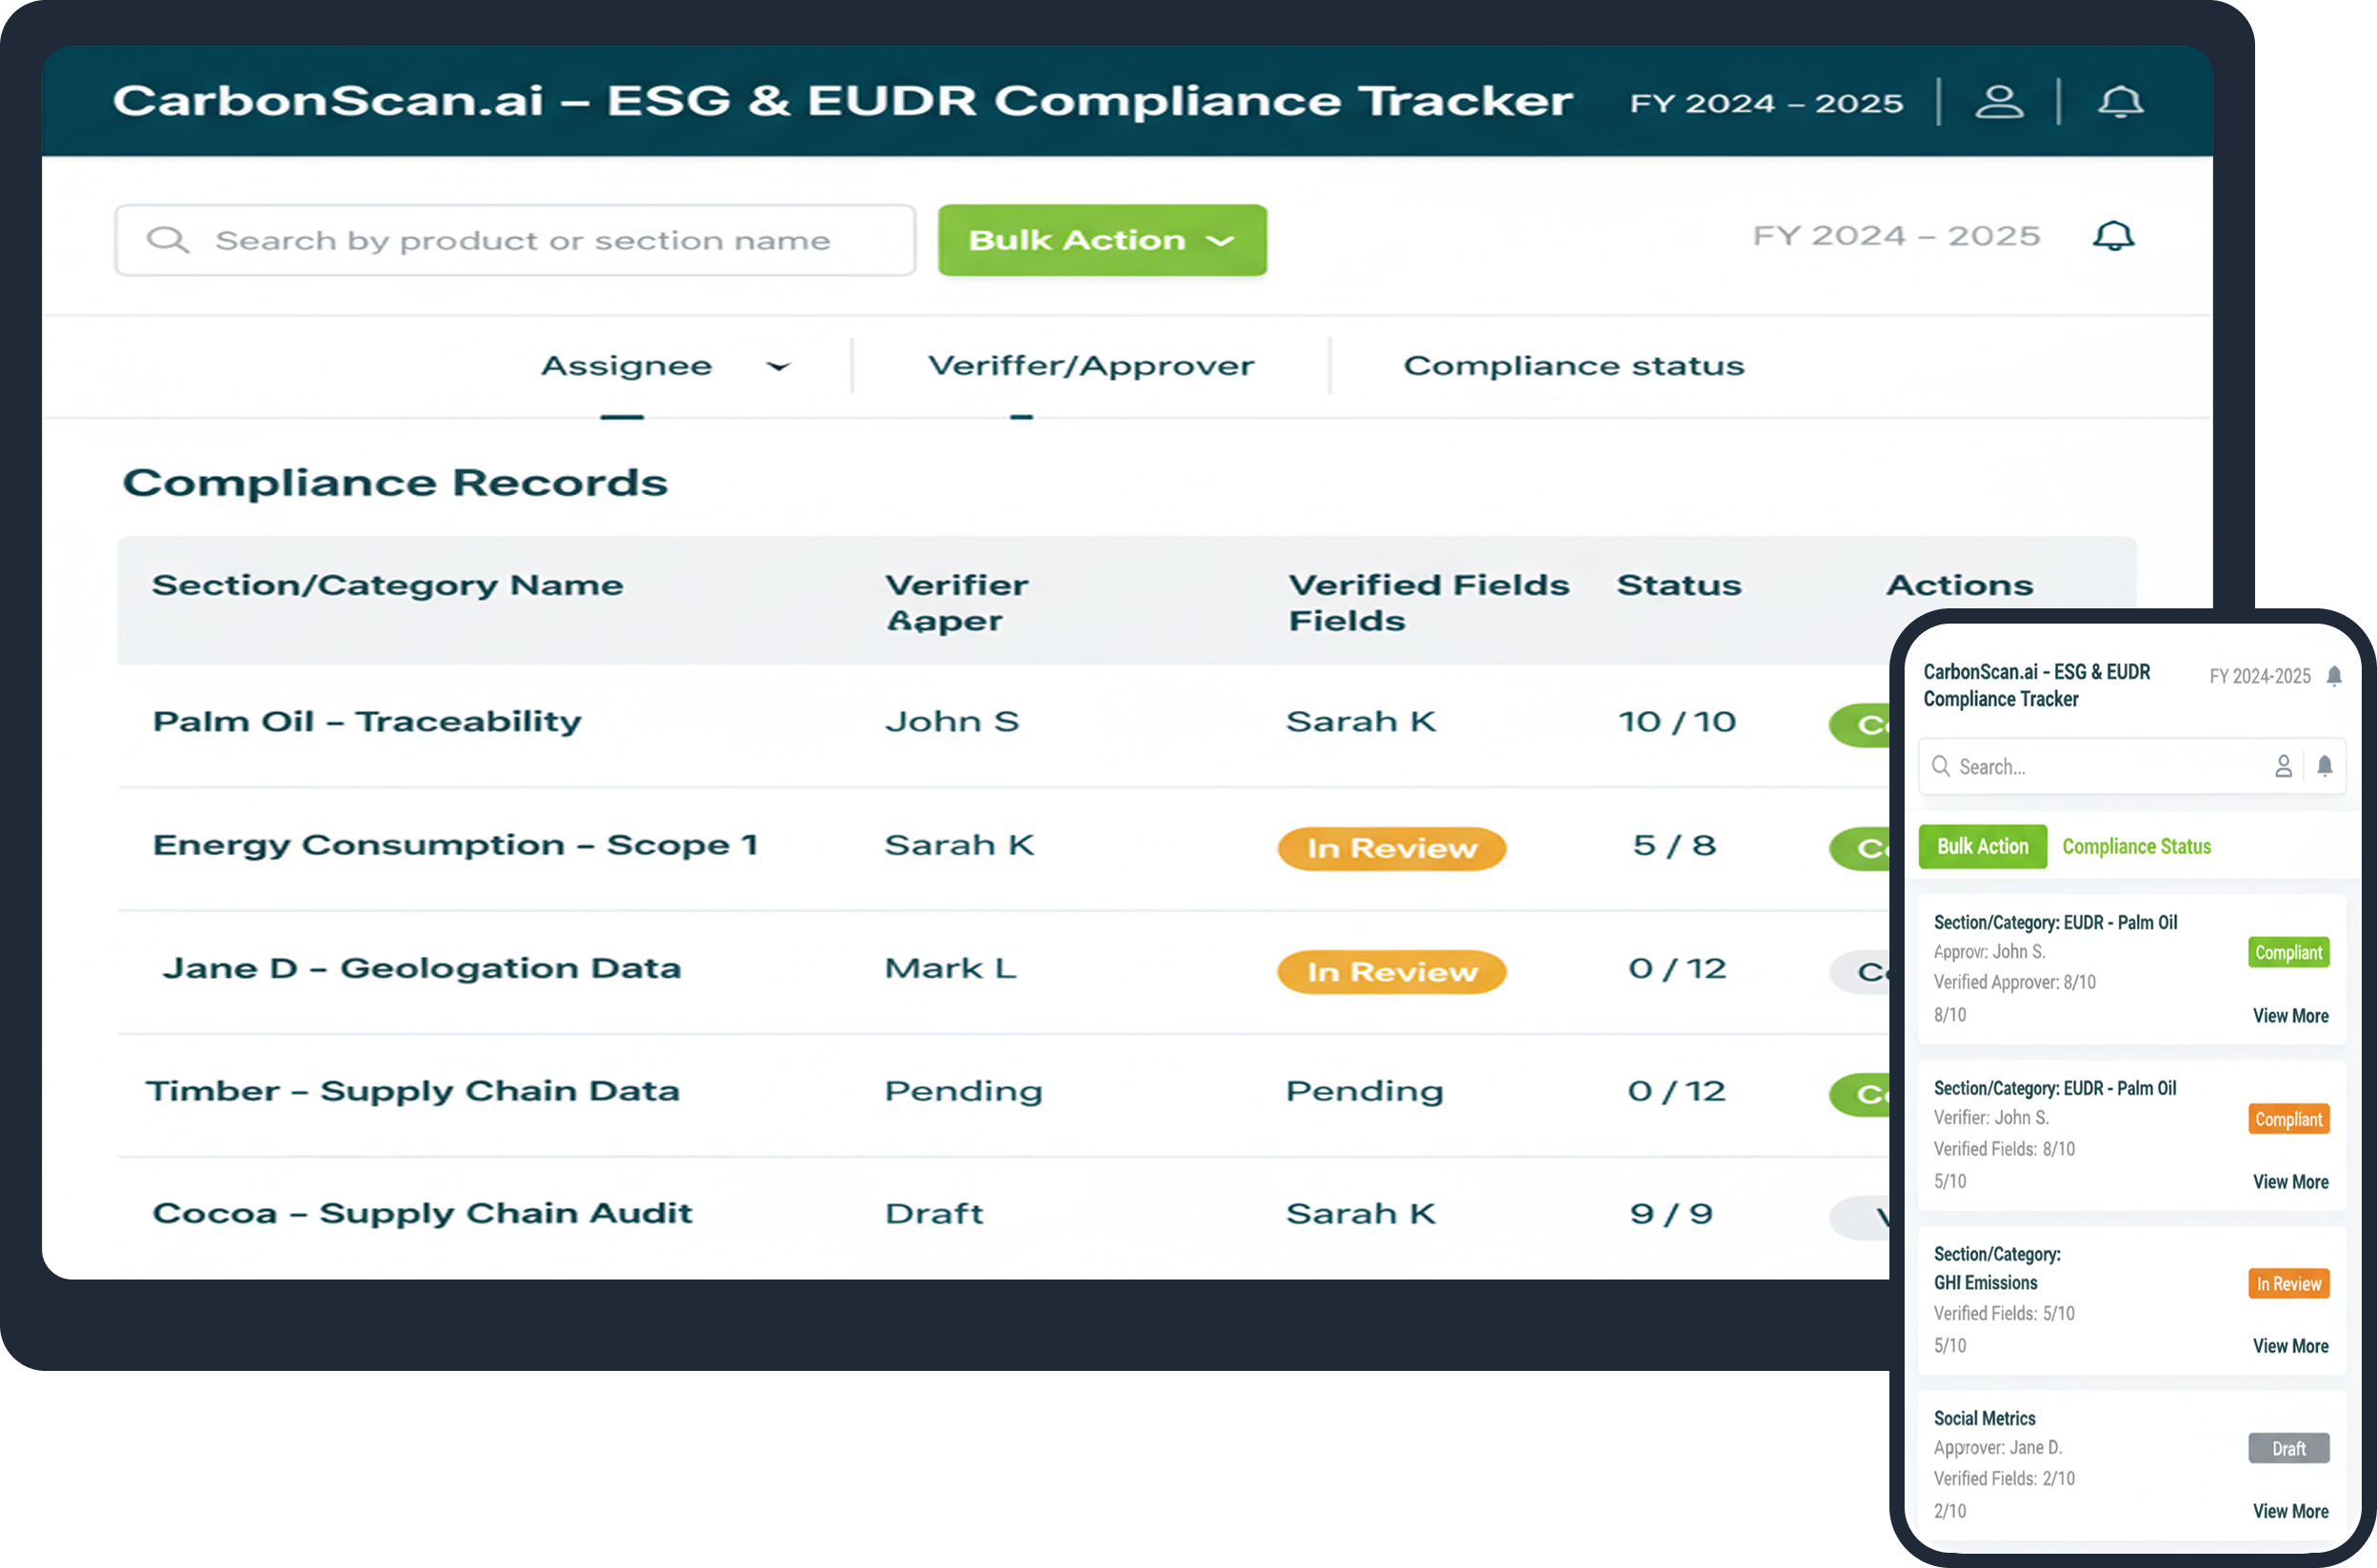 CarbonScan.ai – ESG & EUDR Compliance Tracker FY 2024 – 2025
Search by product or section name Bulk Action FY 2024 – 2025
Assignee Veriffer/Approver Compliance status
Compliance Records
Section/Category Name Verifier Verified Fields Status Actions
Aaper Fields
Palm Oil – Traceability John S Sarah K 10 / 10
Energy Consumption – Scope 1 Sarah K In Review 5 / 8
Jane D – Geologation Data Mark L In Review 0 / 12
Timber – Supply Chain Data Pending Pending 0 / 12
Cocoa – Supply Chain Audit Draft Sarah K 9 / 9
CarbonScan.ai - ESG & EUDR FY 2024-2025
Compliance Tracker
Search...
Bulk Action Compliance Status
Section/Category: EUDR - Palm Oil
Approvr: John S. Compliant
Verified Approver: 8/10
8/10 View More
Section/Category: EUDR - Palm Oil
Verifier: John S. Compliant
Verified Fields: 8/10
5/10 View More
Section/Category:
GHI Emissions In Review
Verified Fields: 5/10
5/10 View More
Social Metrics
Approver: Jane D. Draft
Verified Fields: 2/10
2/10 View More